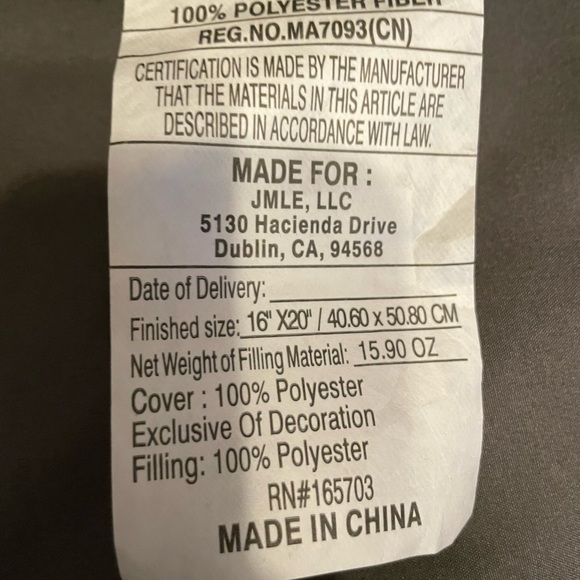 100% POLYESTER FIBER
REG.NO.MA7093(CN)
CERTIFICATION IS MADE BY THE MANUFACTURER
THAT THE MATERIALS IN THIS ARTICLE ARE
DESCRIBED IN ACCORDANCE WITH LAW.
MADE FOR :
JMLE, LLC
5130 Hacienda Drive
Dublin, CA, 94568
Date of Delivery:
Finished size: 16" X20" / 40.60 x 50.80 CM
Net Weight of Filling Material: 15.90 OZ
Cover : 100% Polyester
Exclusive Of Decoration
Filling: 100% Polyester
RN#165703
MADE IN CHINA